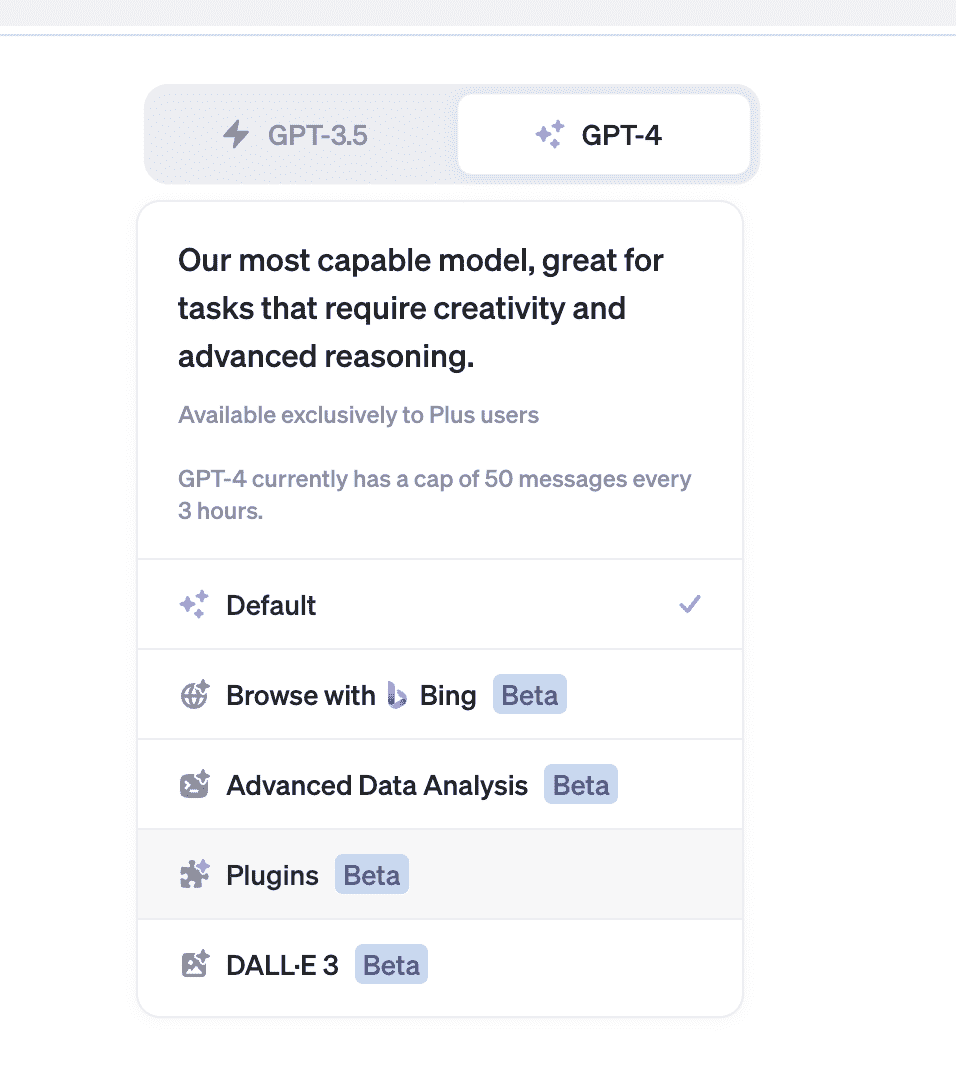 GPT-3.5
GPT-4
Our most capable model, great for
tasks that require creativity and
advanced reasoning.
Available exclusively to Plus users
GPT-4 currently has a cap of 50 messages every
3 hours.
Default
Browse with Bing Beta
Advanced Data Analysis Beta
Plugins Beta
DALL·E 3 Beta